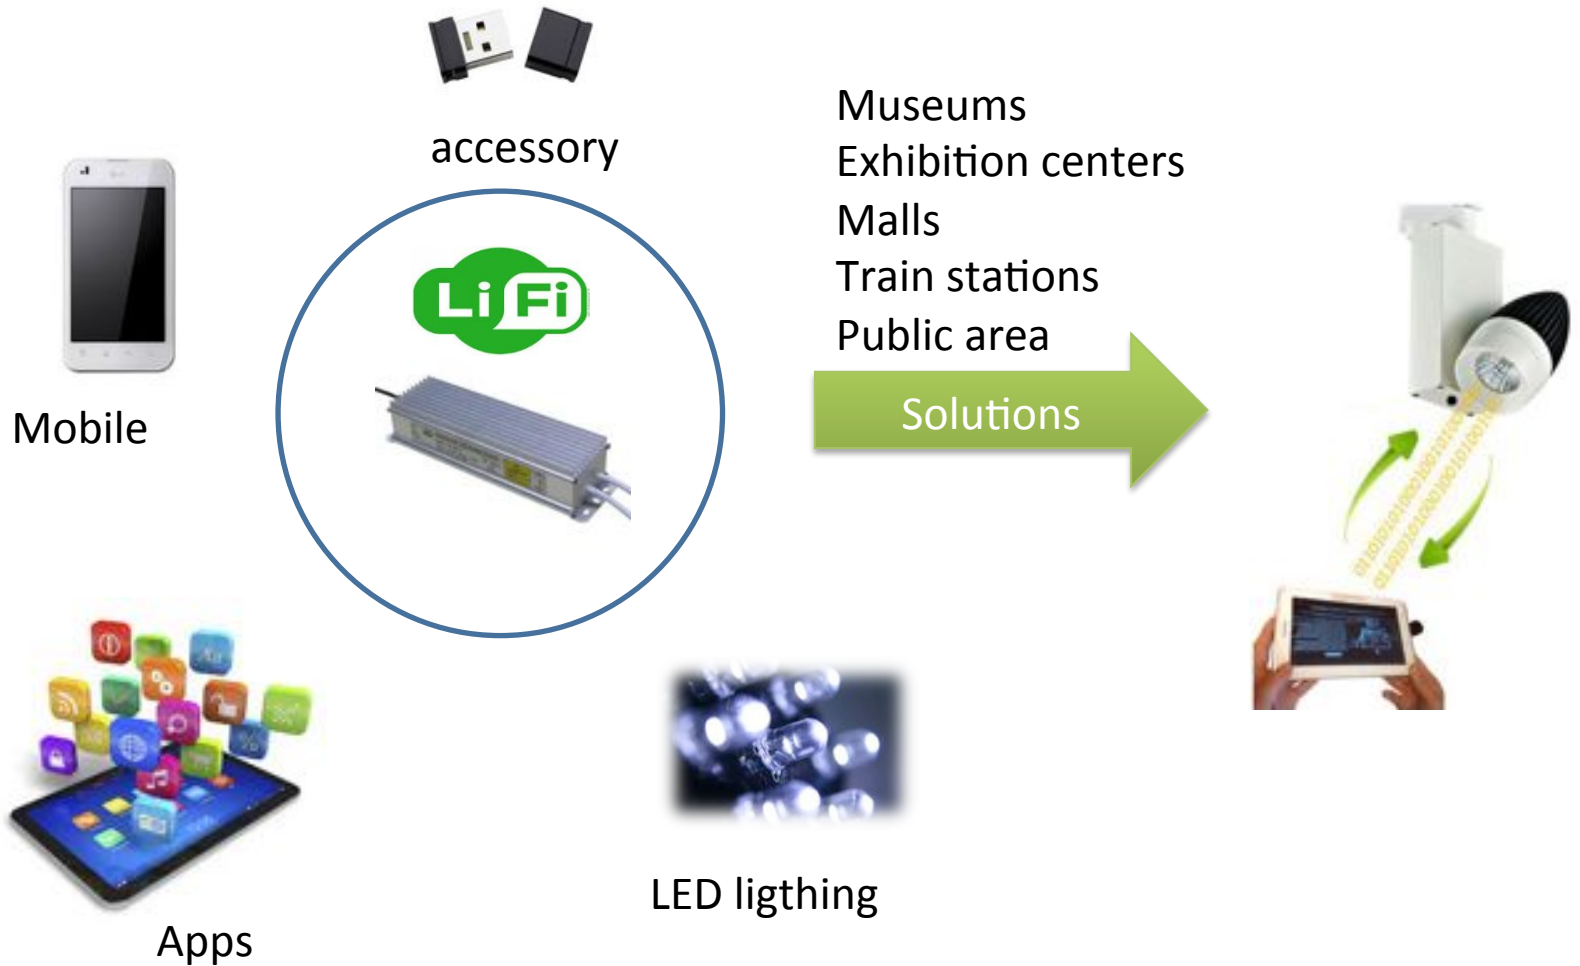 accessory
Museums
Exhibition centers
Malls
Train stations
Public area
LiFi
Solutions
Mobile
LED ligthing
Apps